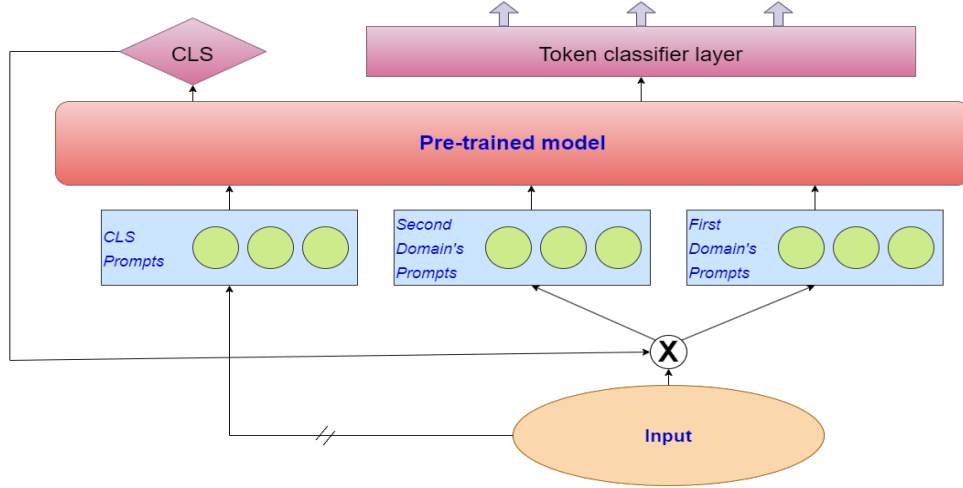 CLS
Token classifier layer
Pre-trained model
CLS
Prompts
Second
Domain's
Prompts
First
Domain's
Prompts
X
Input